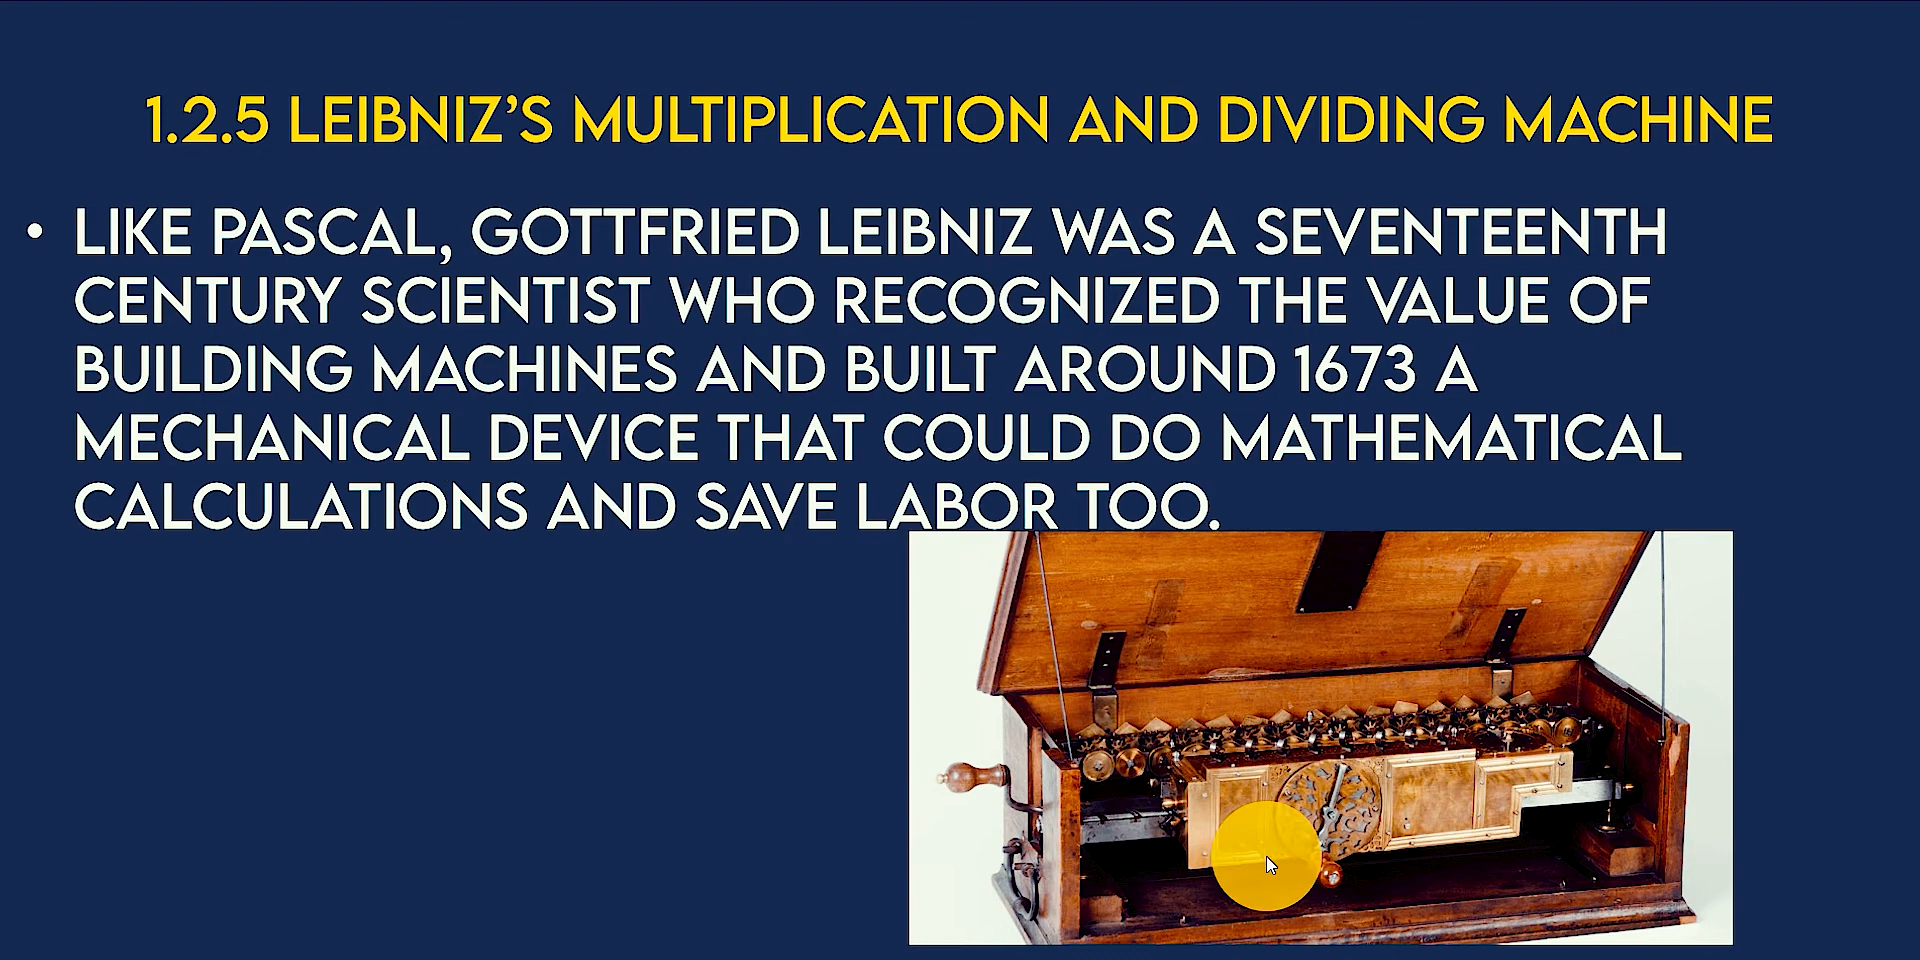 1.2.5 LEIBNIZ’S MULTIPLICATION AND DIVIDING MACHINE
• LIKE PASCAL, GOTTFRIED LEIBNIZ WAS A SEVENTEENTH
CENTURY SCIENTIST WHO RECOGNIZED THE VALUE OF
BUILDING MACHINES AND BUILT AROUND 1673 A
MECHANICAL DEVICE THAT COULD DO MATHEMATICAL
CALCULATIONS AND SAVE LABOR TOO.